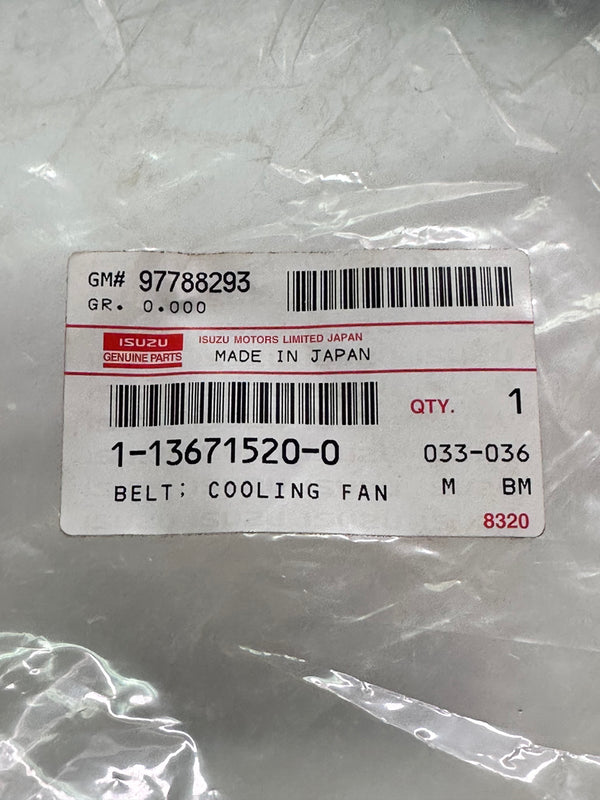 GM# 97788293
GR. 0.000
ISUZU
GENUINE PARTS
ISUZU MOTORS LIMITED JAPAN
MADE IN JAPAN
QTY. 1
1-13671520-0 033-036
BELT; COOLING FAN M BM
8320